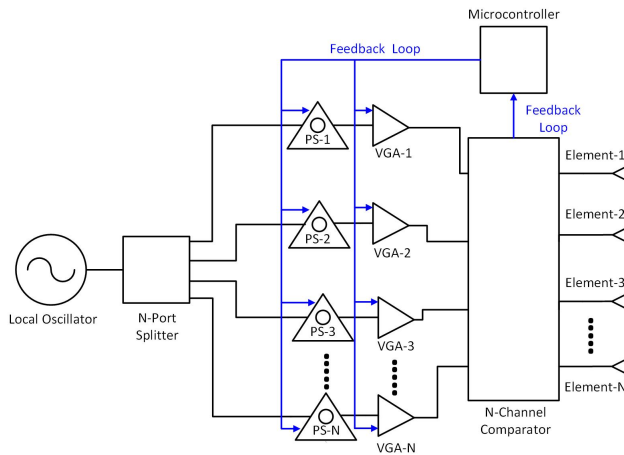 Microcontroller
Feedback Loop
Feedback
Loop
PS-1
VGA-1
Element-1
PS-2
VGA-2
Element-2
Local Oscillator
N-Port
Splitter
PS-3
VGA-3
Element-3
PS-N
VGA-N
Element-N
N-Channel
Comparator